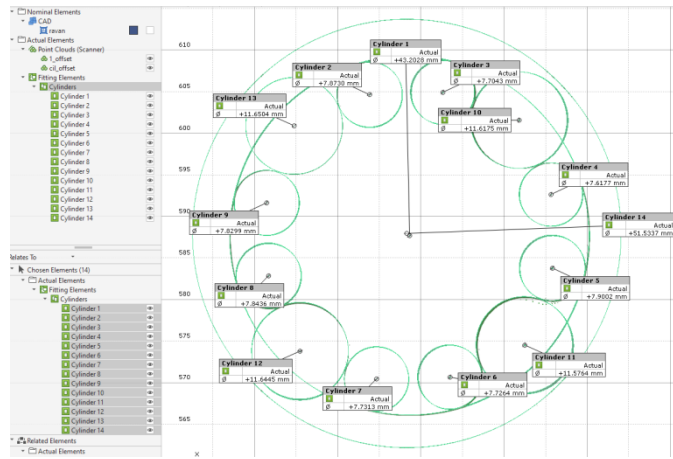 Nominal Elements
CAD
ravan
Actual Elements
Point Clouds (Scanner)
1_offset
cil_offset
Fitting Elements
Cylinders
Cylinder 1
Cylinder 2
Cylinder 3
Cylinder 4
Cylinder 5
Cylinder 6
Cylinder 7
Cylinder 8
Cylinder 9
Cylinder 10
Cylinder 11
Cylinder 12
Cylinder 13
Cylinder 14
Relates To
Chosen Elements (14)
Actual Elements
Fitting Elements
Cylinders
Cylinder 1
Cylinder 2
Cylinder 3
Cylinder 4
Cylinder 5
Cylinder 6
Cylinder 7
Cylinder 8
Cylinder 9
Cylinder 10
Cylinder 11
Cylinder 12
Cylinder 13
Cylinder 14
Related Elements
Actual Elements
610
605
600
595
590
585
580
575
570
565
x
Cylinder 1
Actual
Ø +43.2028 mm
Cylinder 2
Actual
Ø +7.8730 mm
Cylinder 3
Actual
Ø +7.7043 mm
Cylinder 13
Actual
Ø +11.6504 mm
Cylinder 10
Actual
Ø +11.6175 mm
Cylinder 4
Actual
Ø +7.6177 mm
Cylinder 9
Actual
Ø +7.8299 mm
Cylinder 14
Actual
Ø +51.5337 mm
Cylinder 8
Actual
Ø +7.8436 mm
Cylinder 5
Actual
Ø +7.9802 mm
Cylinder 12
Actual
Ø +11.6445 mm
Cylinder 11
Actual
Ø +11.5764 mm
Cylinder 7
Actual
Ø +7.7313 mm
Cylinder 6
Actual
Ø +7.7264 mm